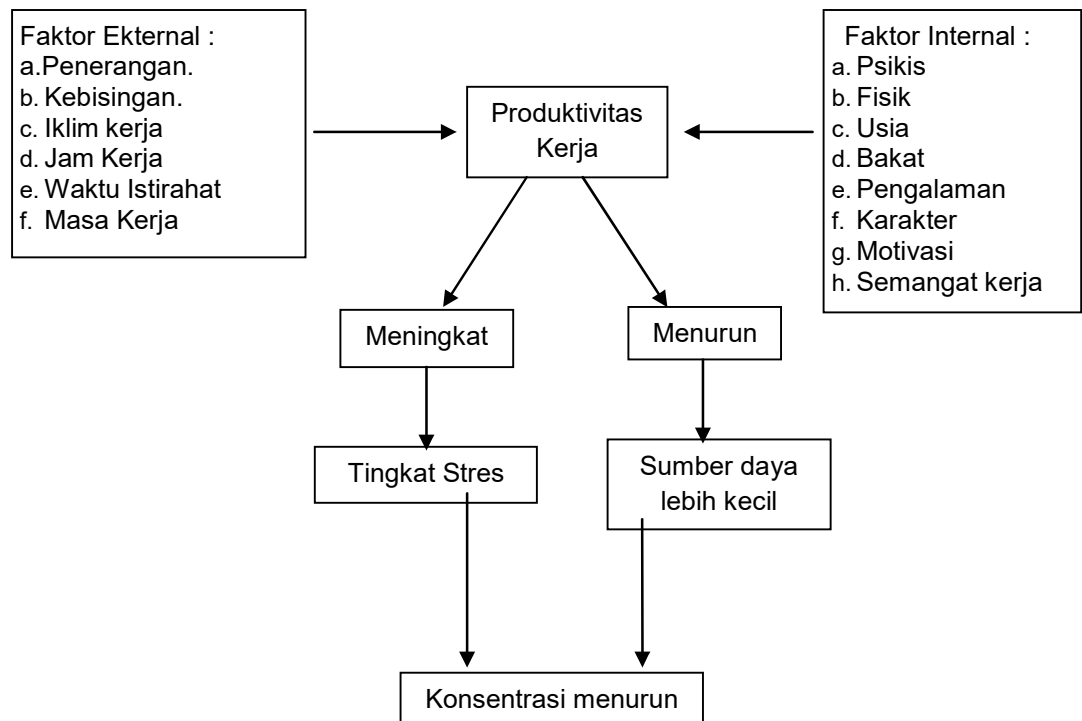 Faktor Ekternal :
a.Penerangan.
b. Kebisingan.
c. Iklim kerja
d. Jam Kerja
e. Waktu Istirahat
f. Masa Kerja
Produktivitas
Kerja
Faktor Internal :
a. Psikis
b. Fisik
c. Usia
d. Bakat
e. Pengalaman
f. Karakter
g. Motivasi
h. Semangat kerja
Meningkat
Menurun
Tingkat Stres
Sumber daya
lebih kecil
Konsentrasi menurun